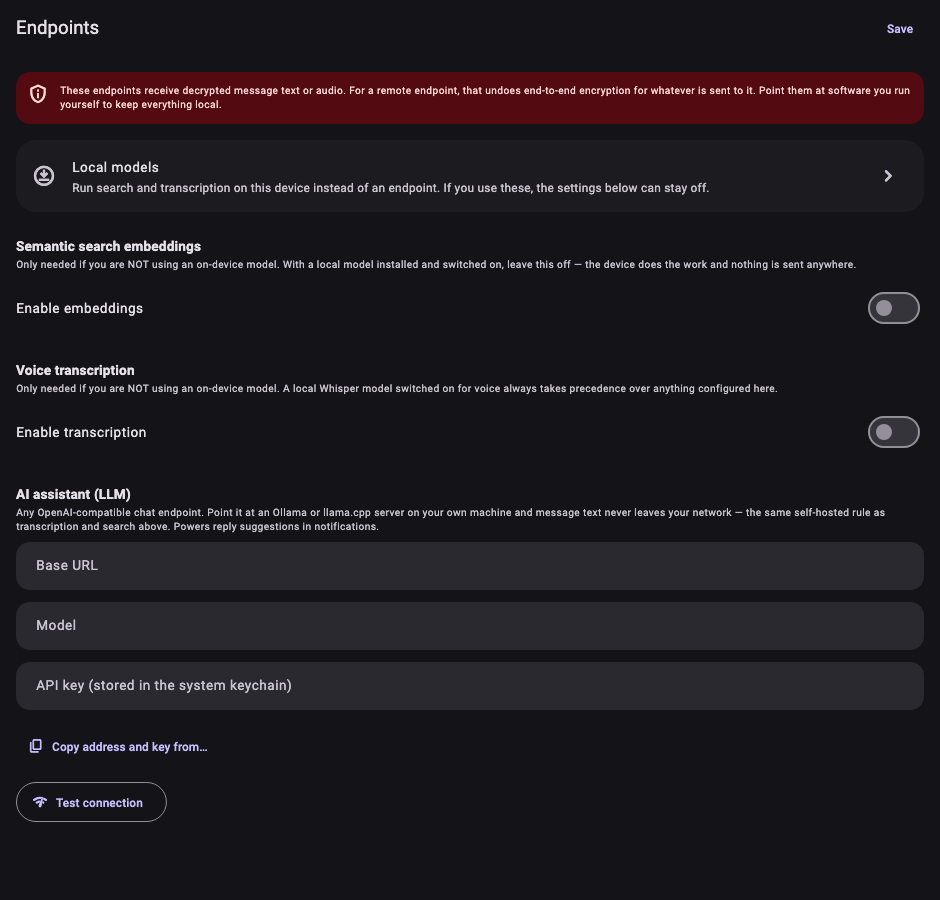 Endpoints
Save
These endpoints receive decrypted message text or audio. For a remote endpoint, that undoes end-to-end encryption for whatever is sent to it. Point them at software you run
yourself to keep everything local.
Local models
Run search and transcription on this device instead of an endpoint. If you use these, the settings below can stay off.
Semantic search embeddings
Only needed if you are NOT using an on-device model. With a local model installed and switched on, leave this off — the device does the work and nothing is sent anywhere.
Enable embeddings
Voice transcription
Only needed if you are NOT using an on-device model. A local Whisper model switched on for voice always takes precedence over anything configured here.
Enable transcription
AI assistant (LLM)
Any OpenAI-compatible chat endpoint. Point it at an Ollama or llama.cpp server on your own machine and message text never leaves your network — the same self-hosted rule as
transcription and search above. Powers reply suggestions in notifications.
Base URL
Model
API key (stored in the system keychain)
Copy address and key from…
Test connection